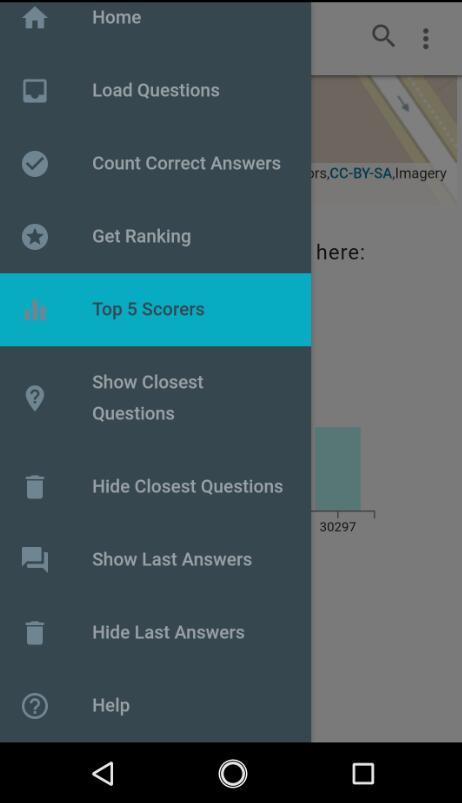 Home
Load Questions
Count Correct Answers
ors,CC-BY-SA,Imagery
Get Ranking
here:
Top 5 Scorers
Show Closest
Questions
Hide Closest Questions
30297
Show Last Answers
Hide Last Answers
Help